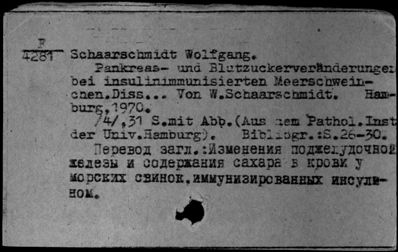 F
4281 Schaarschmidt Wolfgang.
Pankreas- und Blutzuckerveränderungen
bei insulinimmunisierten Meerschwein-
chen.Diss... Von W.Schaarschmidt. Ham-
burg,1970.
/4/,31 S.mit Abb.(Aus dem Pathol.Inst
der Univ.Hamburg). Bibliogr.:S.26-30.
Перевод загл.:Изменения поджелудочной
железы и содержания сахара в крови у
морских свинок,иммунизированных инсули-
ном.